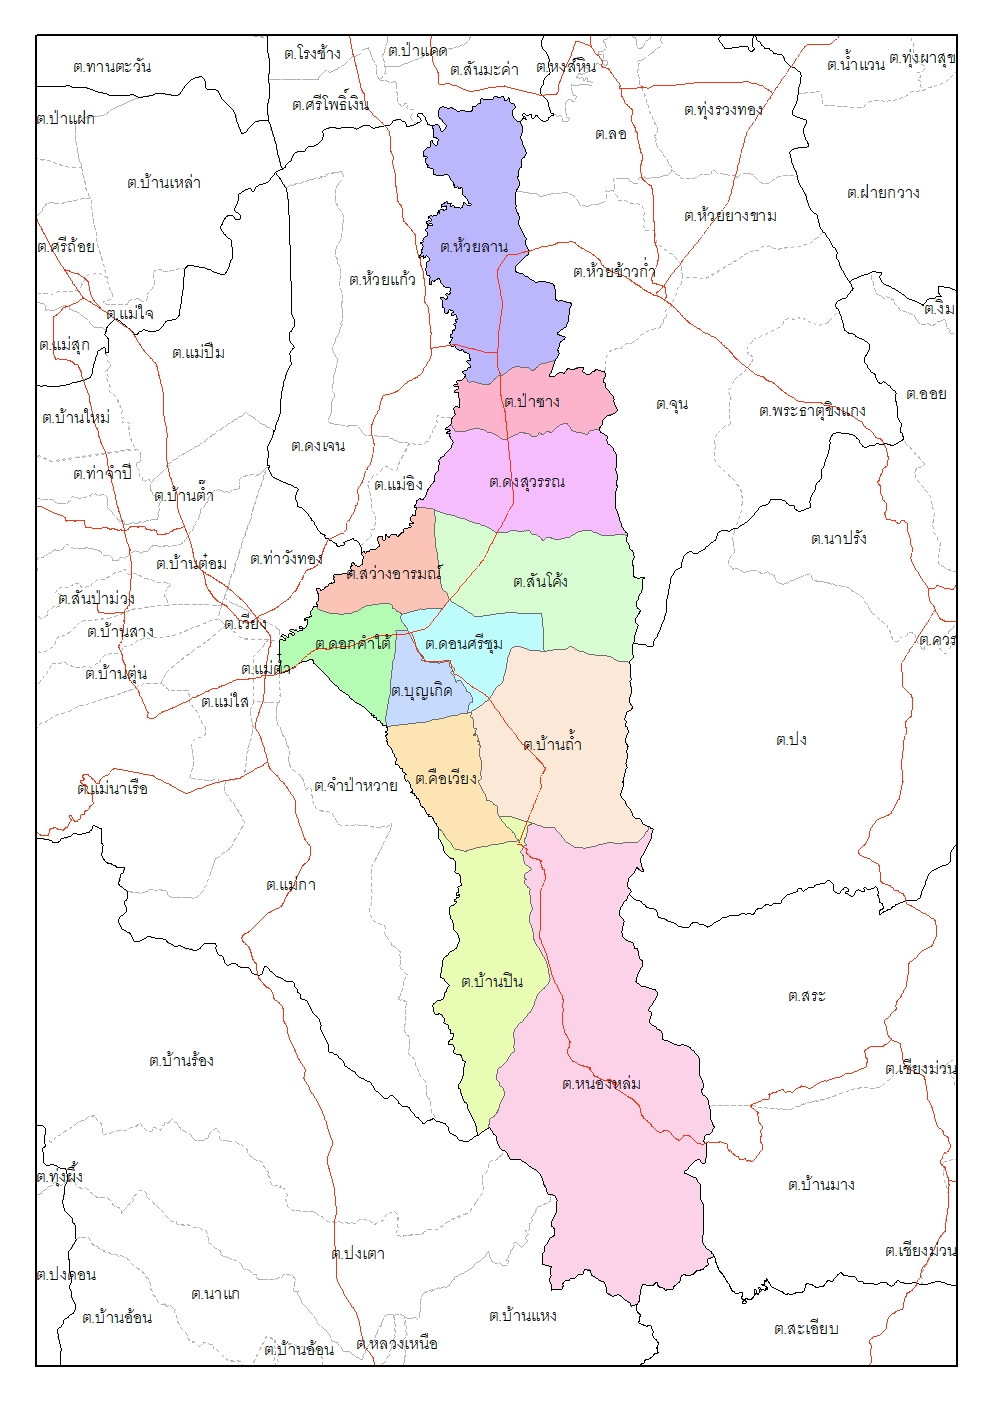 ต.โรงช้าง
ต.ป่าแดด
ต.ทานตะวัน
ต.สันมะค่า
ต.หงส์หิน
ต.น้ำแวน
ต.ทุ่งผาสุข
ต.ศรีโพธิ์เงิน
ต.ป่าแฝก
ต.ทุ่งรวงทอง
ต.ลอ
ต.บ้านเหล่า
ต.ฝายกวาง
ต.ห้วยยางขาม
ต.ศรีถ้อย
ต.ห้วยลาน
ต.ห้วยแก้ว
ต.ห้วยข้าวก่ำ
ต.แม่ใจ
ต.งิม
ต.แม่สุก
ต.แม่ปืม
ต.ออย
ต.ป่าซาง
ต.จุน
ต.พระธาตุขิงแกง
ต.บ้านใหม่
ต.ดงเจน
ต.ท่าจำปี
ต.แม่อิง
ต.ดงสุวรรณ
ต.บ้านต๊ำ
ต.นาปรัง
ต.บ้านต๋อม
ต.ท่าวังทอง
ต.สว่างอารมณ์
ต.สันโค้ง
ต.สันป่าม่วง
ต.เวียง
ต.บ้านสาง
ต.ดอกคำใต้
ต.ดอนศรีชุม
ต.ควร
ต.แม่ต๋ำ
ต.บ้านตุ่น
ต.แม่ใส
ต.บุญเกิด
ต.บ้านถ้ำ
ต.ปง
ต.แม่นาเรือ
ต.จำป่าหวาย
ต.คือเวียง
ต.แม่กา
ต.บ้านปิน
ต.สระ
ต.บ้านร้อง
ต.เชียงม่วน
ต.หนองหล่ม
ต.ทุ่งผึ้ง
ต.บ้านมาง
ต.ปงเตา
ต.เชียงม่วน
ต.ปงดอน
ต.นาแก
ต.บ้านอ้อน
ต.บ้านแหง
ต.สะเอียบ
ต.บ้านอ้อน
ต.หลวงเหนือ